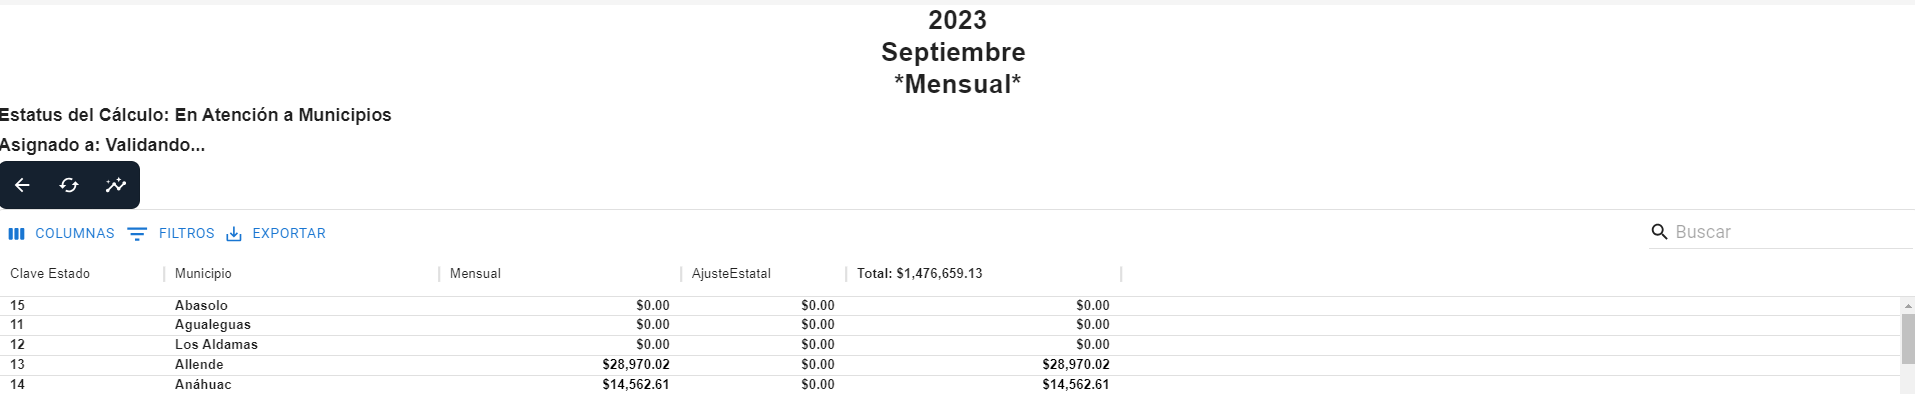 2023
Septiembre
*Mensual*
Estatus del Cálculo: En Atención a Municipios
Asignado a: Validando...
COLUMNAS FILTROS EXPORTAR Buscar
Clave Estado Municipio Mensual AjusteEstatal Total: $1,476,659.13
15 Abasolo $0.00 $0.00 $0.00
11 Agualeguas $0.00 $0.00 $0.00
12 Los Aldamas $0.00 $0.00 $0.00
13 Allende $28,970.02 $0.00 $28,970.02
14 Anáhuac $14,562.61 $0.00 $14,562.61